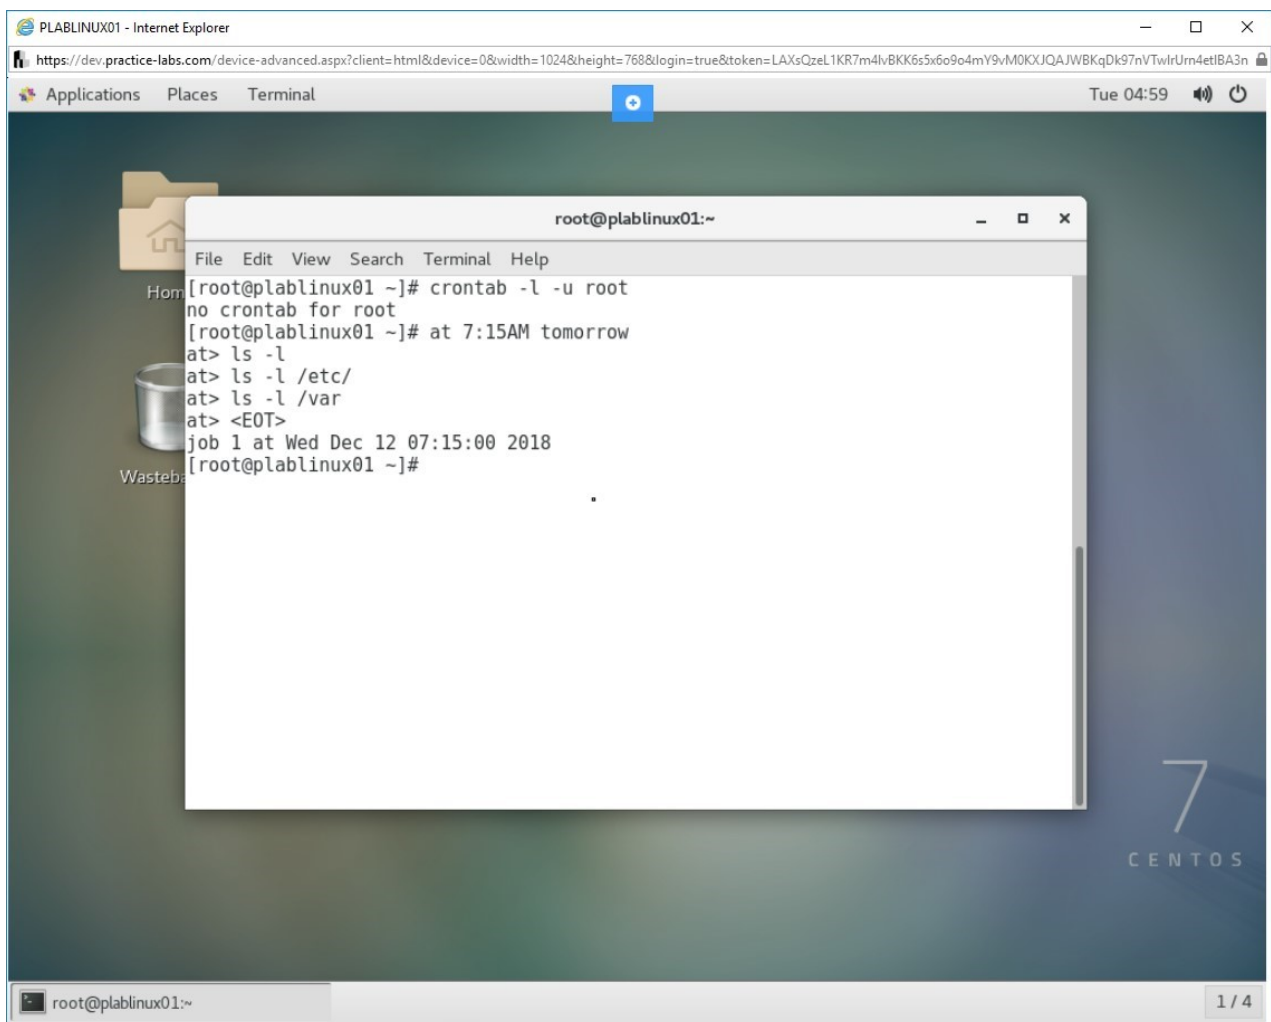 PLABLINUX01 - Internet Explorer
https://dev.practice-labs.com/device-advanced.aspx?client=html&device=0&width=1024&height=768&login=true&token=
Applications Places Terminal Tue 04:59
root@plablinux01:~
File Edit View Search Terminal Help
Hom
[root@plablinux01 ~]# crontab -l -u root
no crontab for root
[root@plablinux01 ~]# at 7:15AM tomorrow
at> ls -l
at> ls -l /etc/
at> ls -l /var
at> <EOT>
job 1 at Wed Dec 12 07:15:00 2018
[root@plablinux01 ~]#
Washeba
7
CENTOS
root@plablinux01:~
1 / 4